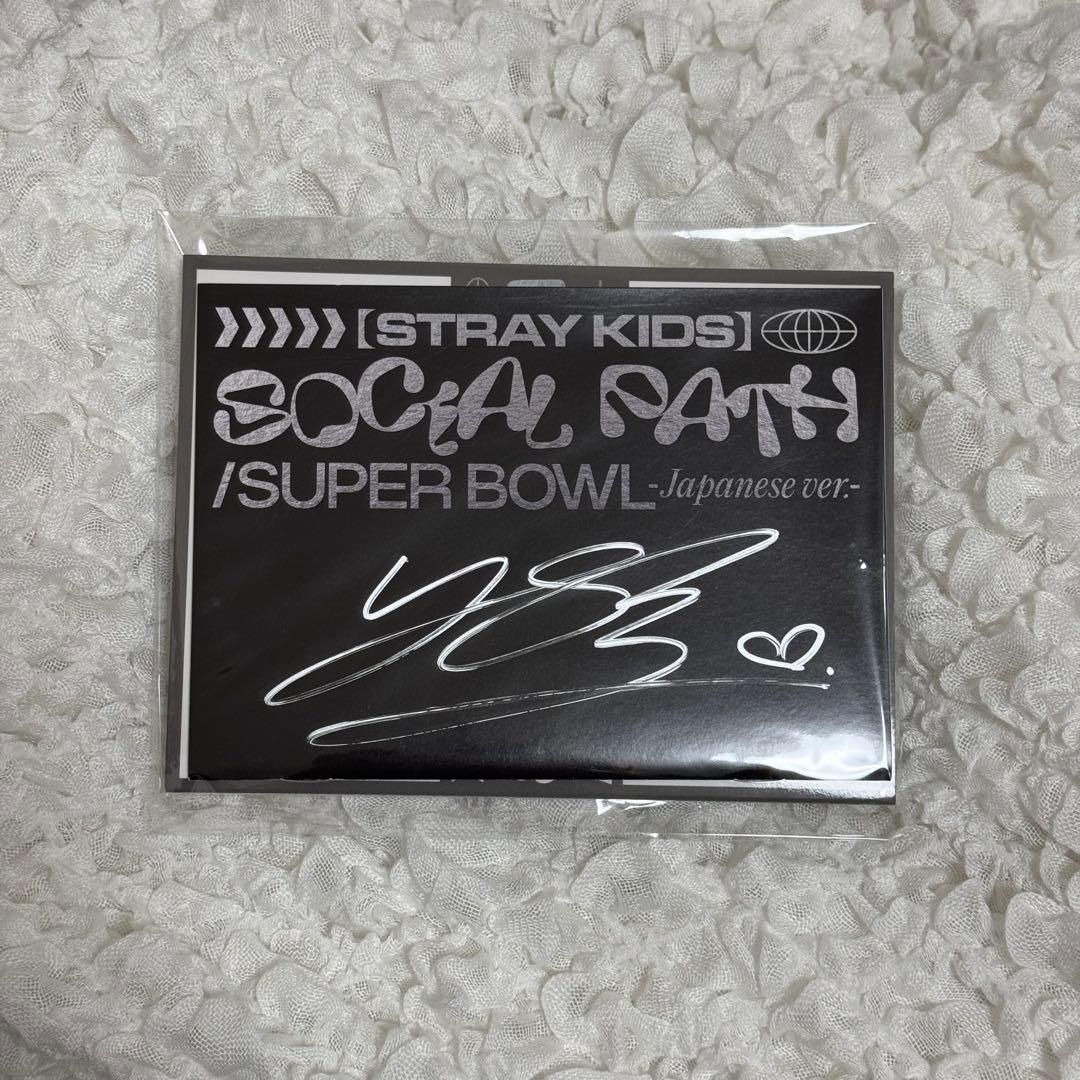 【STRAY KIDS】
SOCiAL PATH
/SUPER BOWL -Japanese ver.-